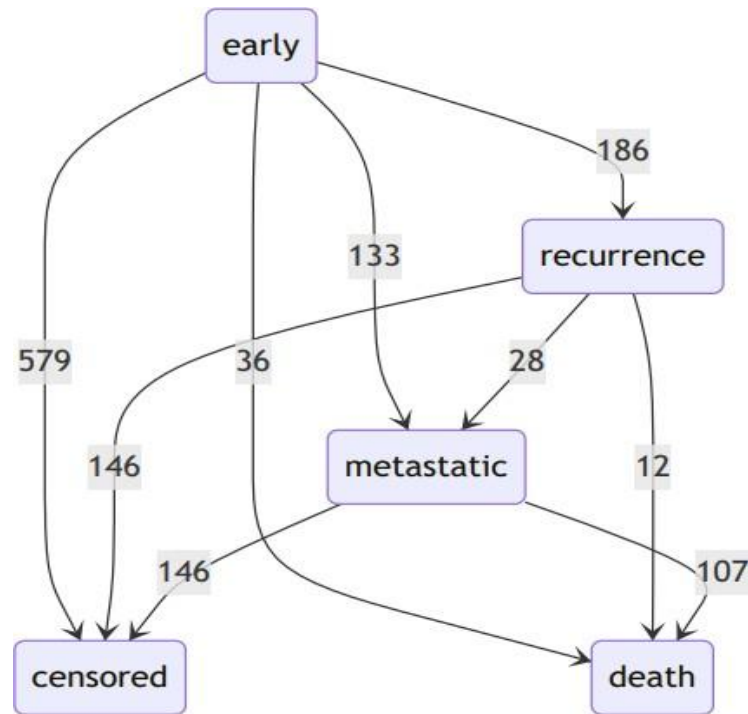 early
186
recurrence
133
579
36
28
146
metastatic
12
146
107
censored
death